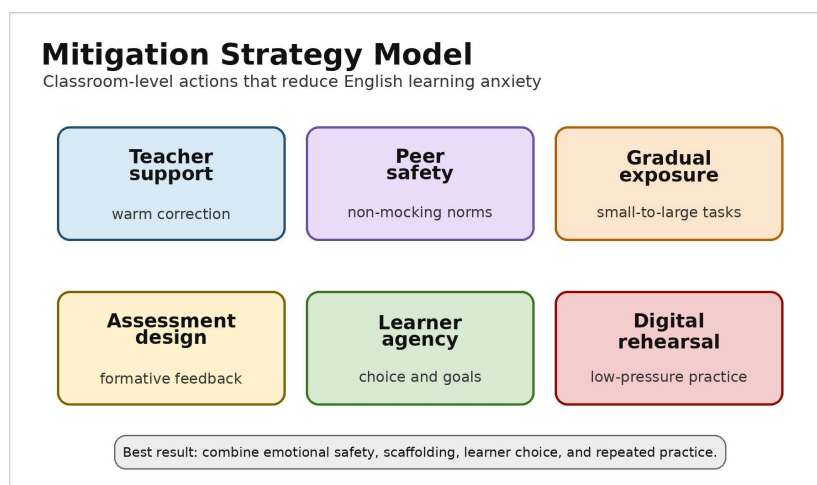 Mitigation Strategy Model
Classroom-level actions that reduce English learning anxiety
Teacher
support
warm correction
Peer
safety
non-mocking norms
Gradual
exposure
small-to-large tasks
Assessment
design
formative feedback
Learner
agency
choice and goals
Digital
rehearsal
low-pressure practice
Best result: combine emotional safety, scaffolding, learner choice, and repeated practice.